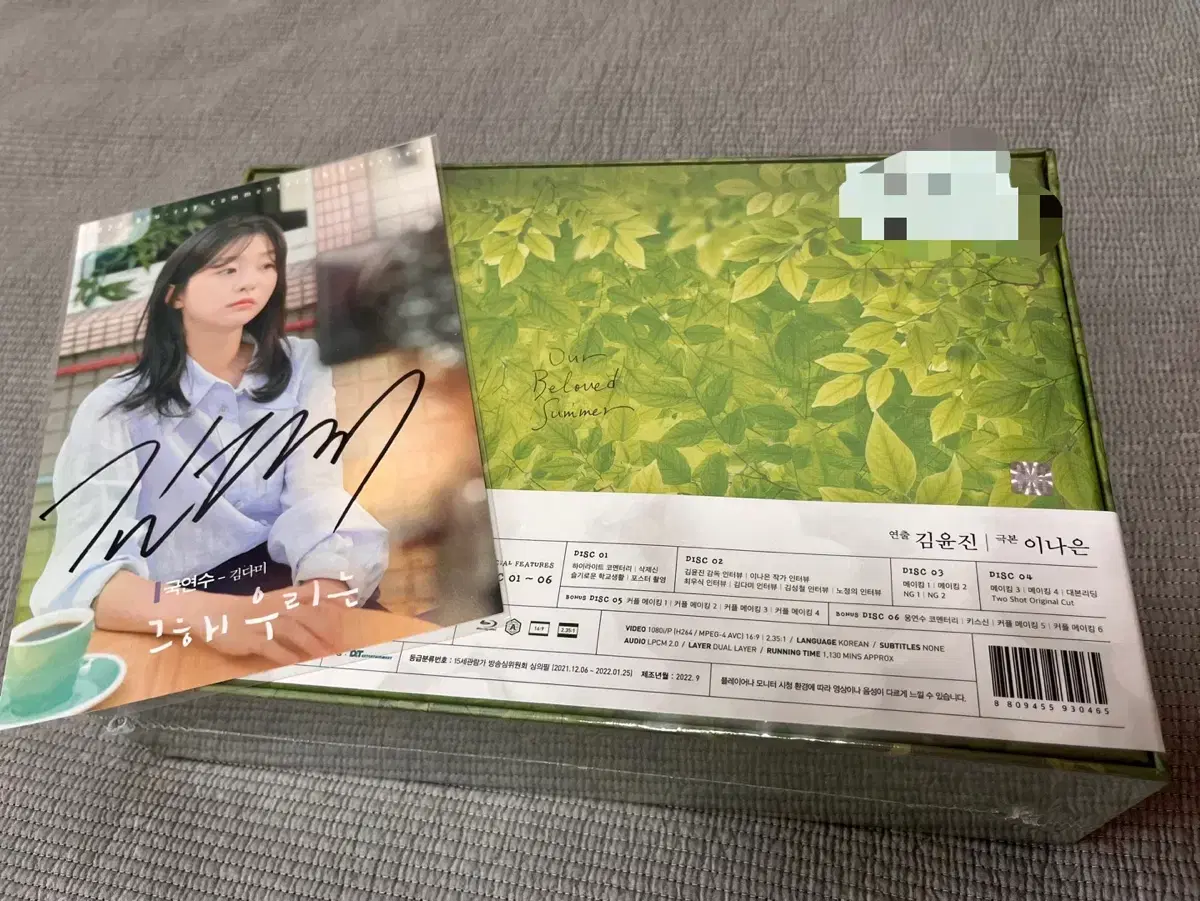 국연수 - 김다미
그 해 우리는
Our
Beloved
Summer
연출 김윤진 | 극본 이나은
FEATURES
01 ~ 06
DISC 01
하이라이트 코멘터리 | 삭제신
슬기로운 학교생활 | 포스터 촬영
DISC 02
김윤진 감독 인터뷰 | 이나은 작가 인터뷰
최우식 인터뷰 | 김다미 인터뷰 | 김성철 인터뷰 | 노정의 인터뷰
DISC 03
메이킹 1 | 메이킹 2
NG 1 | NG 2
DISC 04
메이킹 3 | 메이킹 4 | 대본리딩
Two Shot Original Cut
BONUS DISC 05 커플 메이킹 1 | 커플 메이킹 2 | 커플 메이킹 3 | 커플 메이킹 4
BONUS DISC 06 웅연수 코멘터리 | 키스신 | 커플 메이킹 5 | 커플 메이킹 6
A
16:9
2.35:1
VIDEO 1080i/P (H264 / MPEG-4 AVC) 16:9 | 2.35:1 / LANGUAGE KOREAN / SUBTITLES NONE
AUDIO LPCM 2.0 / LAYER DUAL LAYER / RUNNING TIME 1,130 MINS APPROX
등급분류번호 : 15세관람가 방송심위원회 심의필 (2021.12.06 ~ 2022.01.25) 제조년월 : 2022. 9
플레이어나 모니터 시청 환경에 따라 영상이나 음성이 다르게 느낄 수 있습니다.
8 809455 930465